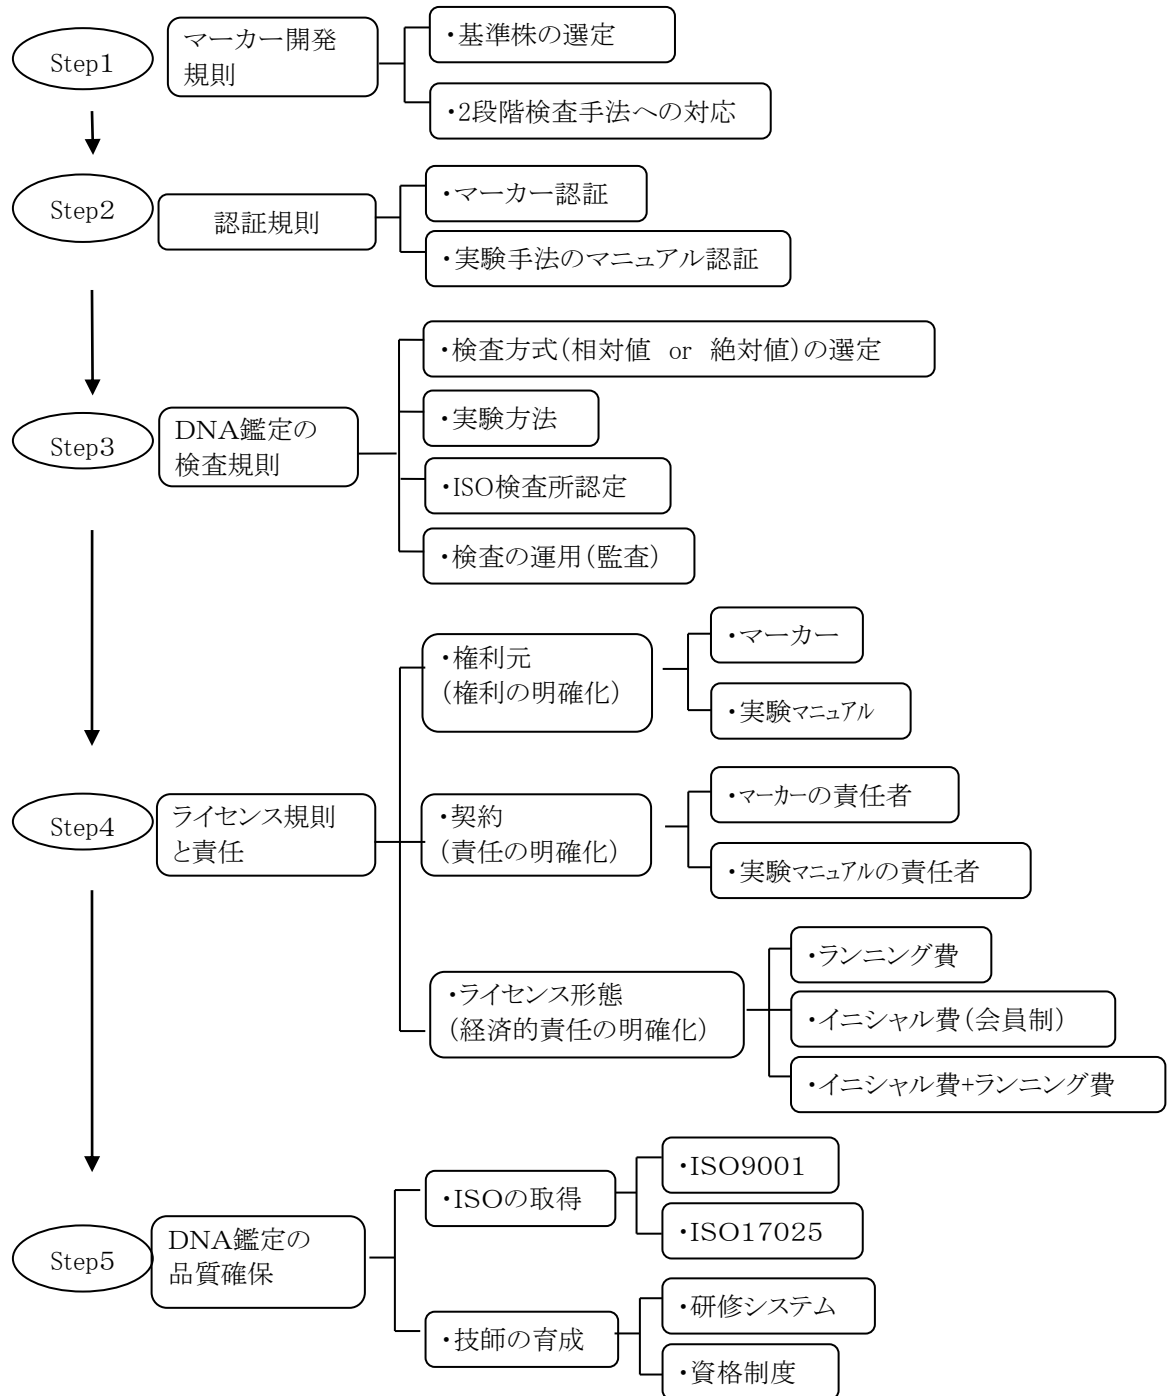 Step1
マーカー開発
規則
・基準株の選定
・2段階検査手法への対応
Step2
認証規則
・マーカー認証
・実験手法のマニュアル認証
Step3
DNA鑑定の
検査規則
・検査方式(相対値 or 絶対値)の選定
・実験方法
・ISO検査所認定
・検査の運用(監査)
Step4
ライセンス規則
と責任
・権利元
(権利の明確化)
・マーカー
・実験マニュアル
・契約
(責任の明確化)
・マーカーの責任者
・実験マニュアルの責任者
・ライセンス形態
(経済的責任の明確化)
・ランニング費
・イニシャル費(会員制)
・イニシャル費+ランニング費
Step5
DNA鑑定の
品質確保
・ISOの取得
・ISO9001
・ISO17025
・技師の育成
・研修システム
・資格制度